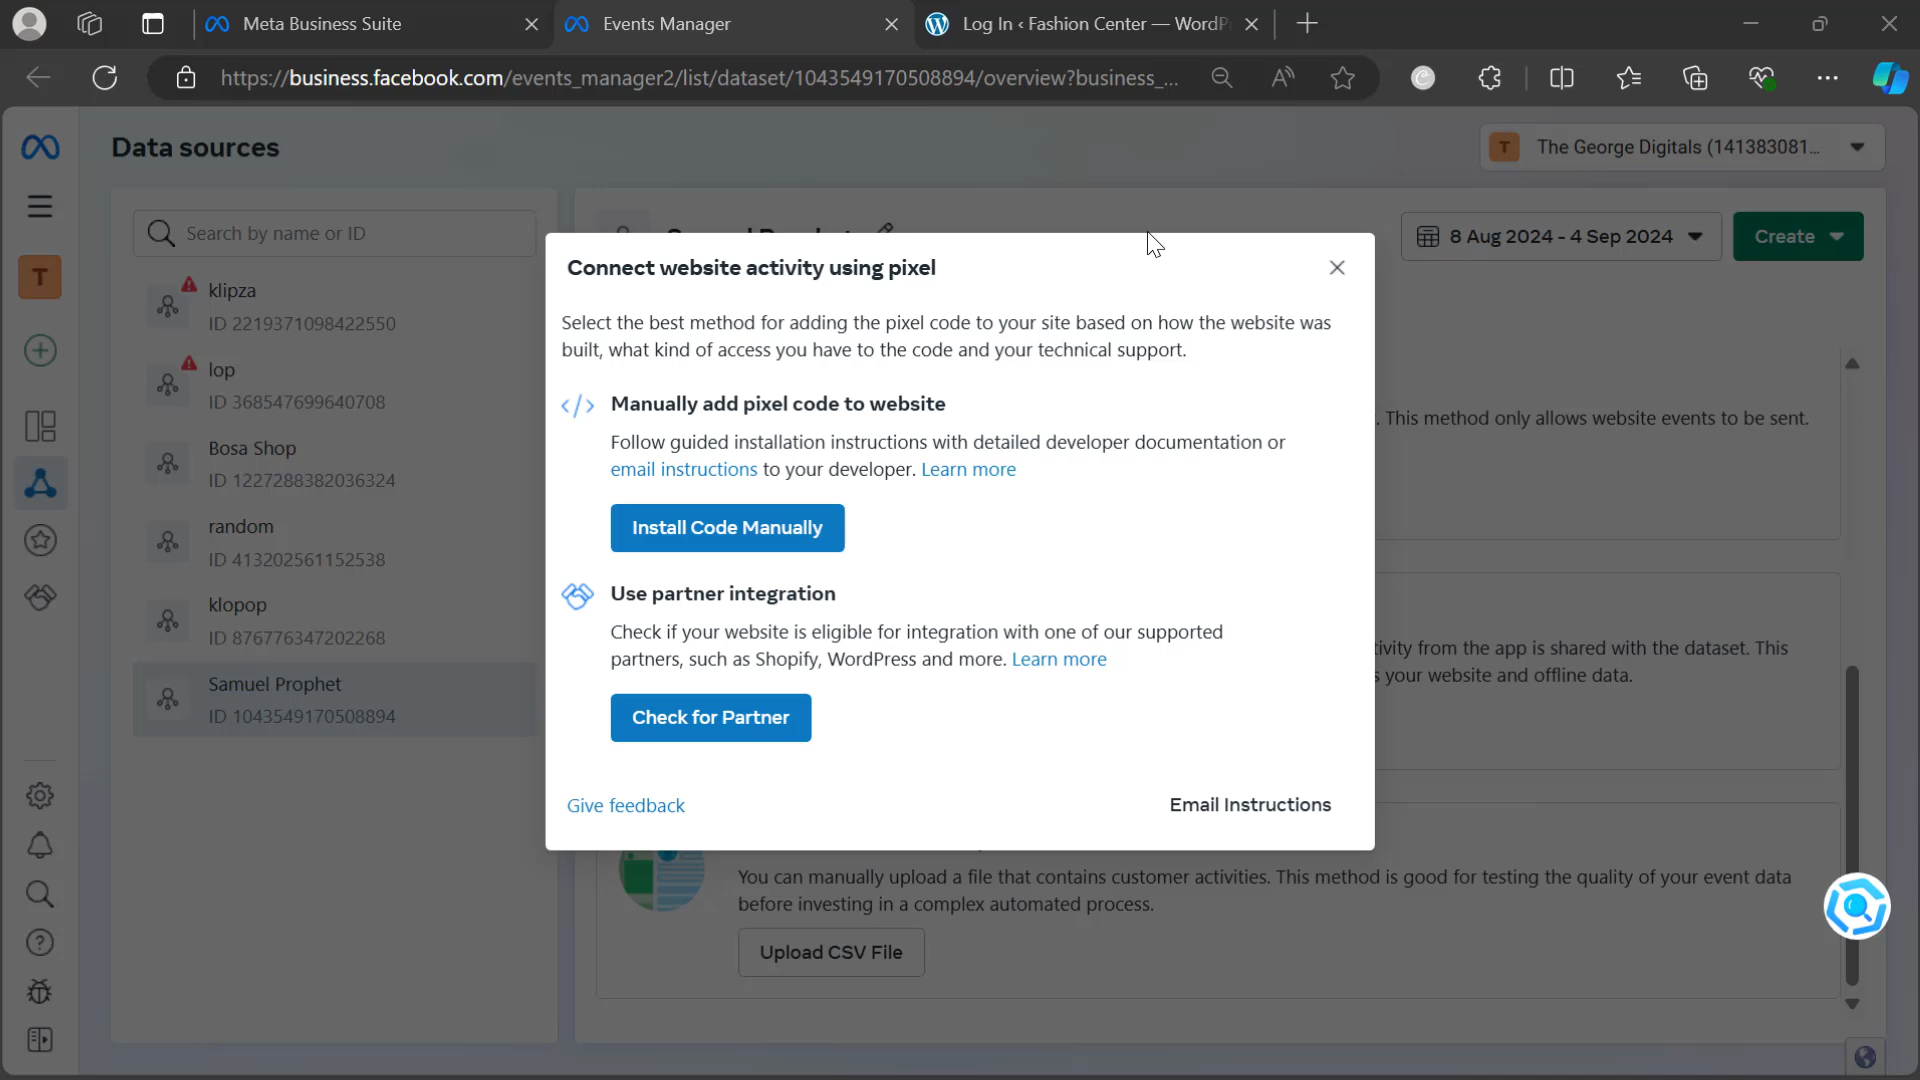 Meta Business Suite
Events Manager
Log In ‹ Fashion Center — WordP
https://business.facebook.com/events_manager2/list/dataset/1043549170508894/overview?business_...
Data sources
T The George Digitals (141383081...
Search by name or ID
8 Aug 2024 - 4 Sep 2024
Create
T
klipza
ID 2219371098422550
lop
ID 368547699640708
Bosa Shop
ID 1227288382036324
random
ID 413202561152538
klopop
ID 876776347202268
Samuel Prophet
ID 1043549170508894
Connect website activity using pixel
Select the best method for adding the pixel code to your site based on how the website was
built, what kind of access you have to the code and your technical support.
Manually add pixel code to website
Follow guided installation instructions with detailed developer documentation or
email instructions to your developer. Learn more
Install Code Manually
Use partner integration
Check if your website is eligible for integration with one of our supported
partners, such as Shopify, WordPress and more. Learn more
Check for Partner
Give feedback
Email Instructions
. This method only allows website events to be sent.
tivity from the app is shared with the dataset. This
s your website and offline data.
You can manually upload a file that contains customer activities. This method is good for testing the quality of your event data
before investing in a complex automated process.
Upload CSV File